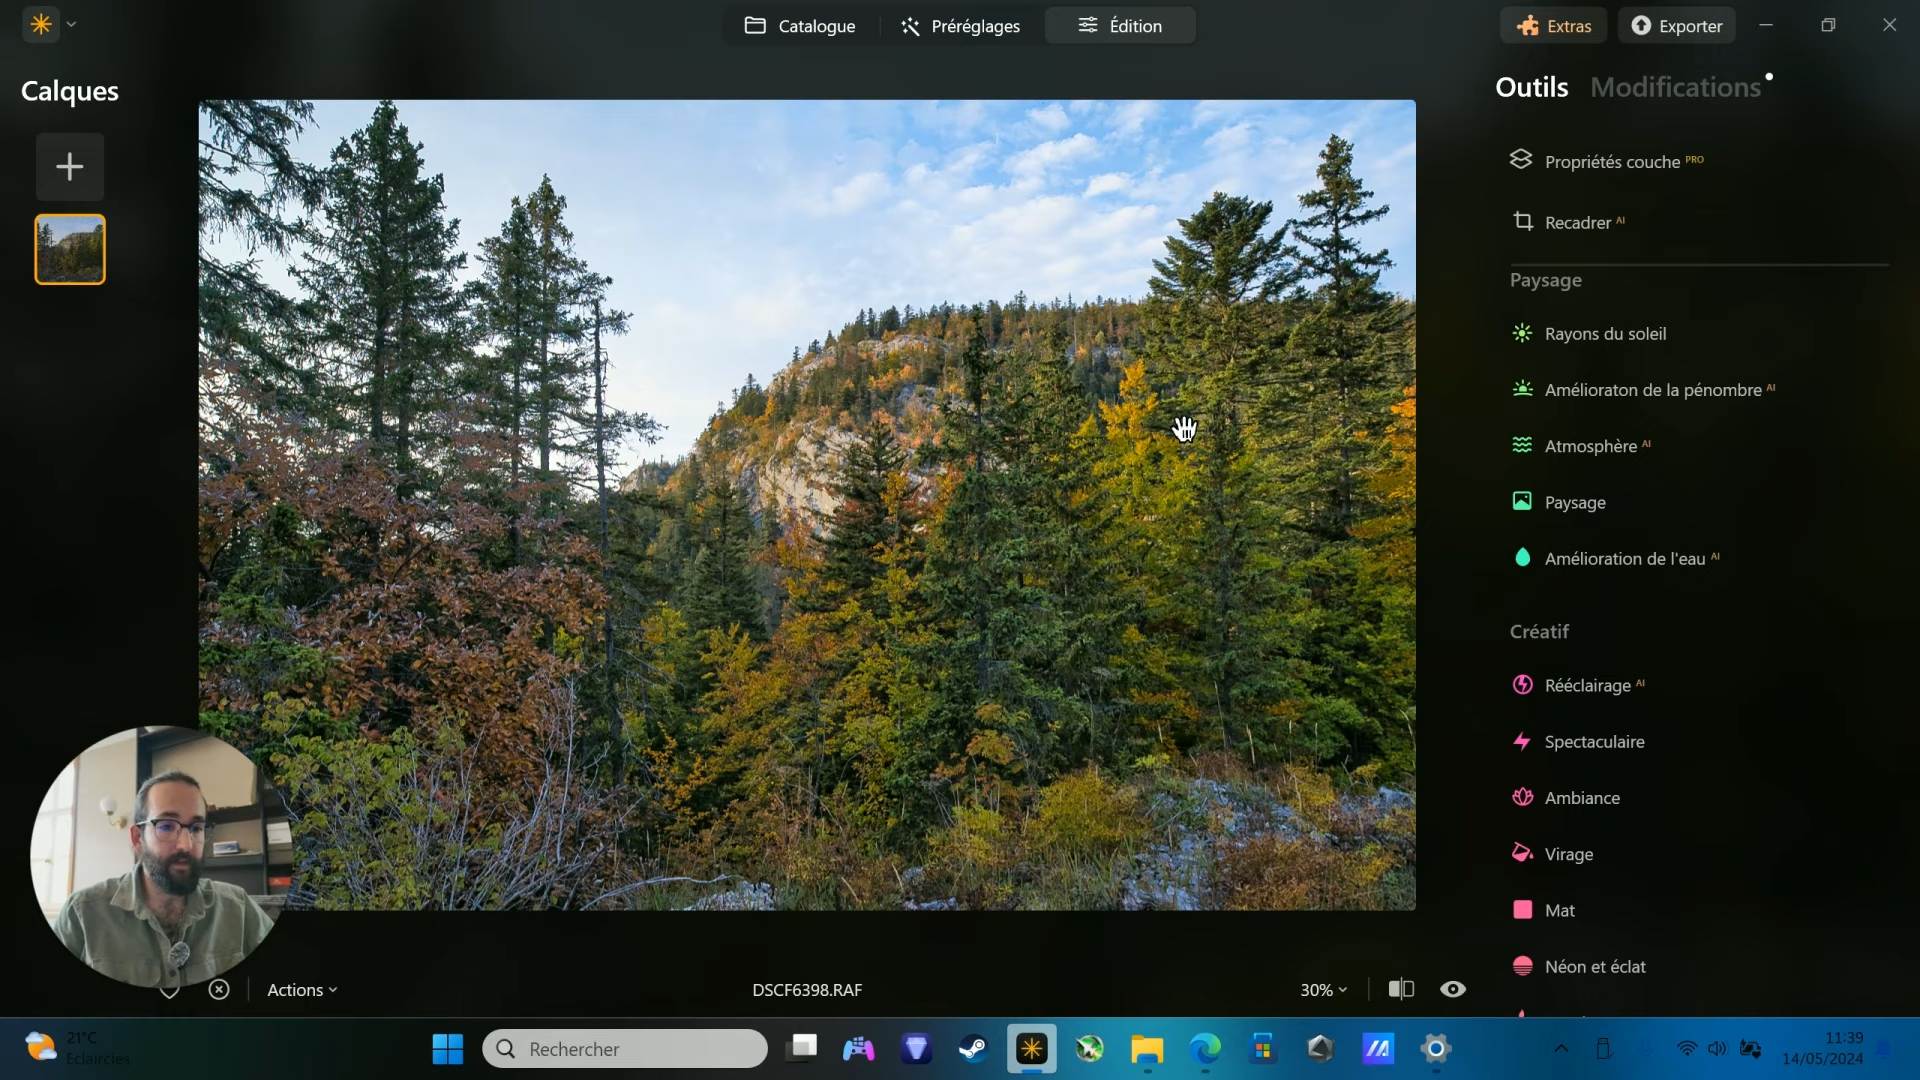 Catalogue
Préréglages
Édition
Extras
Exporter
Calques
Outils Modifications
Propriétés couche PRO
Recadrer AI
Paysage
Rayons du soleil
Amélioraton de la pénombre AI
Atmosphère AI
Paysage
Amélioration de l'eau AI
Créatif
Rééclairage AI
Spectaculaire
Ambiance
Virage
Mat
Néon et éclat
Actions
DSCF6398.RAF
30%
21°C
Eclaircies
Rechercher
11:39
14/05/2024